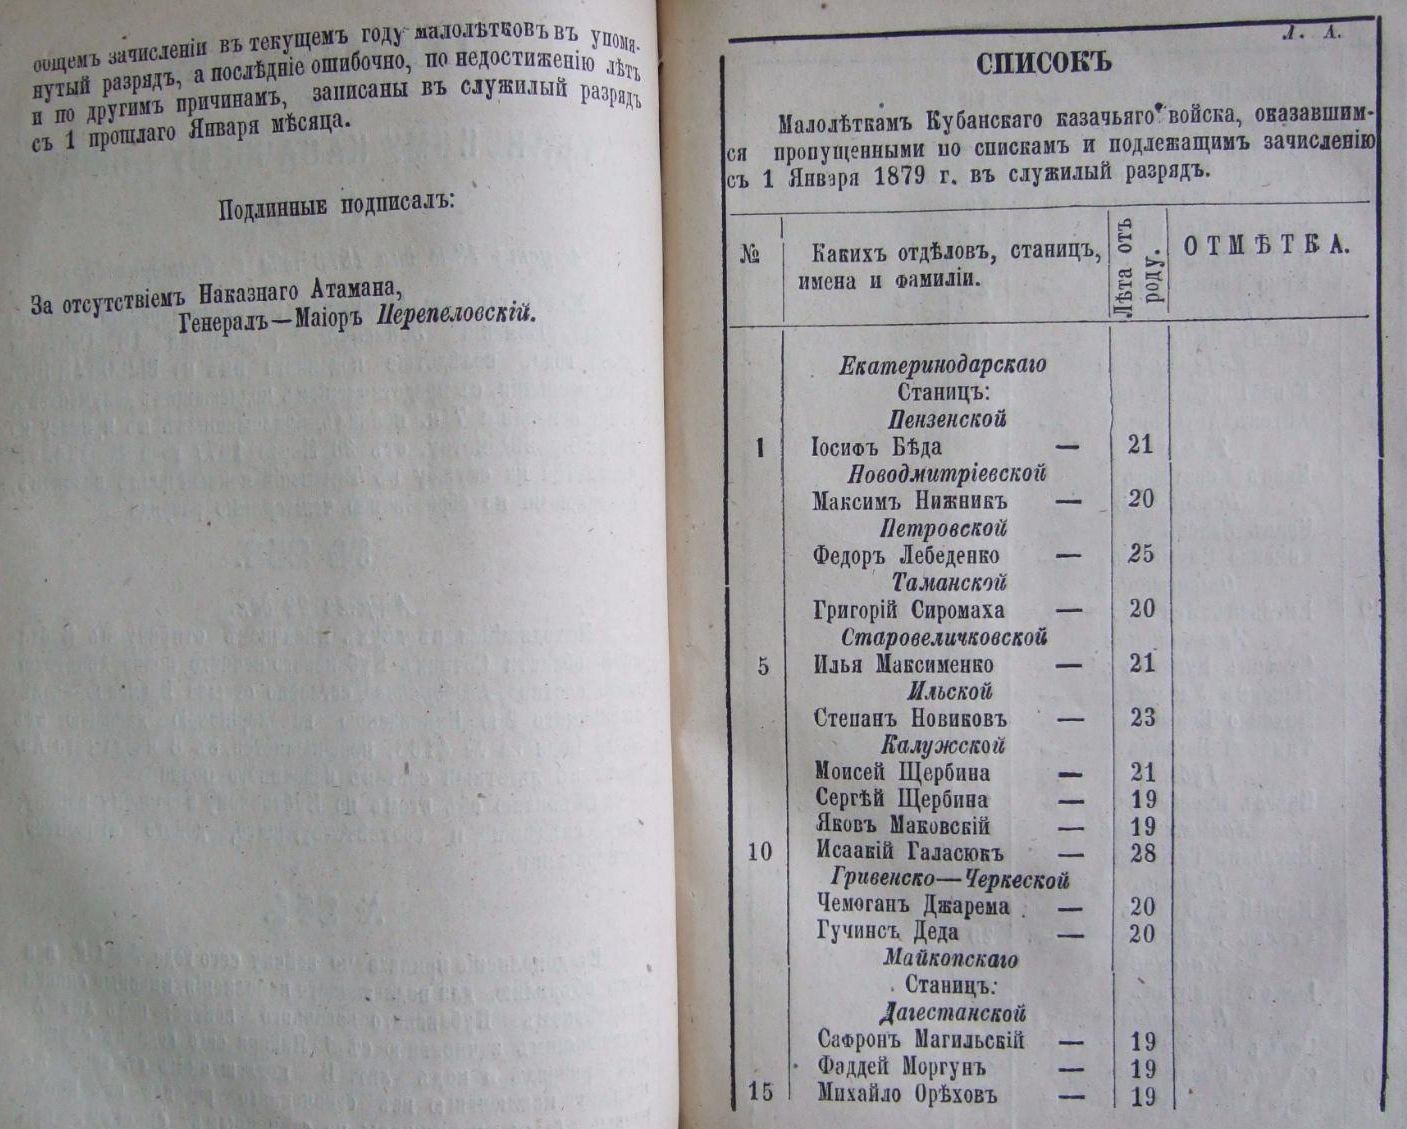 общемъ зачисленіи въ текущемъ году малолѣтковъ въ упомя-
нутый разрядъ, а послѣдніе ошибочно, по недостиженію лѣтъ
и по другимъ причинамъ, записаны въ служилый разрядъ
съ 1 прошлаго Января мѣсяца.
Подлинные подписалъ:
За отсутствіемъ Наказнаго Атамана,
Генералъ—Маіоръ Перепеловскій.
Л. А.
СПИСОКЪ
Малолѣткамъ Кубанскаго казачьяго войска, оказавшим-
ся пропущенными по спискамъ и подлежащимъ зачисленію
съ 1 Января 1879 г. въ служилый разрядъ.
№ Какихъ отдѣловъ, станицъ, имена и фамиліи. Лѣта отъ роду. ОТМѢТКА.
Екатеринодарскаго
Станицъ:
Пензенской
1 Іосифъ Бѣда — 21
Новодмитріевской
Максимъ Нижникъ — 20
Петровской
Федоръ Лебеденко — 25
Таманской
Григорій Сиромаха — 20
Старовеличковской
5 Илья Максименко — 21
Ильской
Степанъ Новиковъ — 23
Калужской
Моисей Щербина — 21
Сергѣй Щербина — 19
Яковъ Маковскій — 19
10 Исаакій Галасюкъ — 28
Гривенско—Черкеской
Чемоганъ Джарема — 20
Гучинсъ Деда — 20
Майкопскаго
Станицъ:
Дагестанской
Сафронъ Магильскій — 19
Фаддей Моргунъ — 19
15 Михайло Орѣховъ — 19